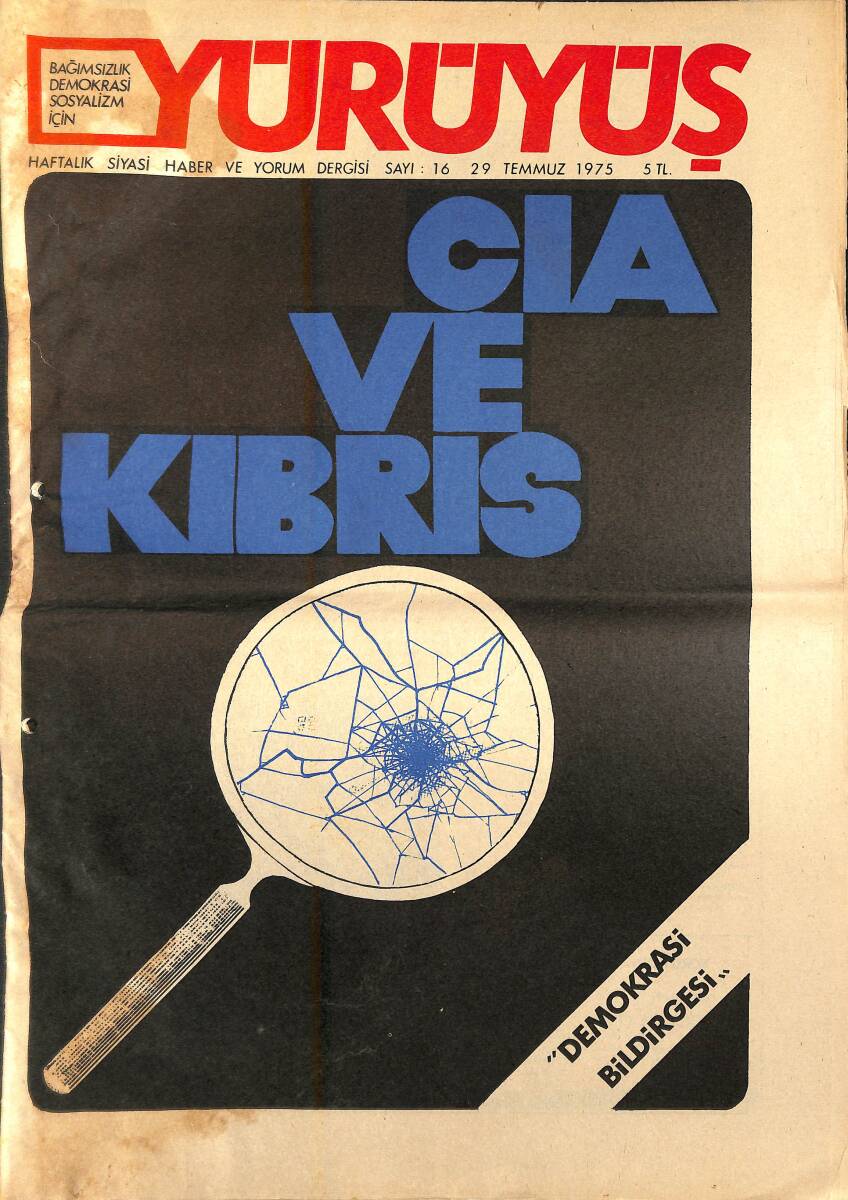 BAĞIMSIZLIK
DEMOKRASİ
SOSYALİZM
İÇİN
YÜRÜYÜŞ
HAFTALIK SİYASİ HABER VE YORUM DERGİSİ SAYI : 16 29 TEMMUZ 1975 5 TL.
CIA
VE
KIBRIS
"DEMOKRASİ
BİLDİRGESİ"